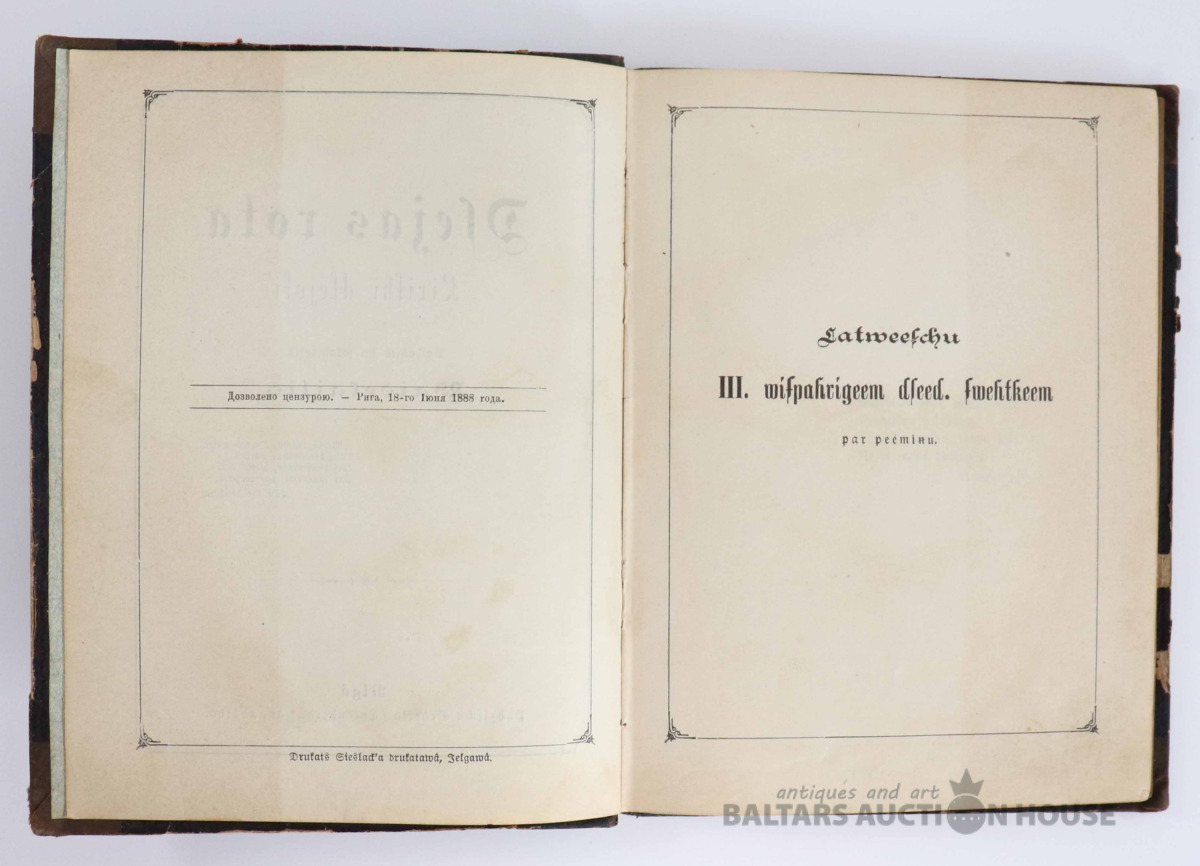 Дозволено цензурою. — Рига, 18-го Іюня 1888 года.
Drukats Sieslack'a drukatawâ, Jelgawâ.
Latweeſchu
III. wiſpahrigeem dſeed. ſwehtkeem
par peemiņu.
antiques and art
BALTARS AUCTION HOUSE